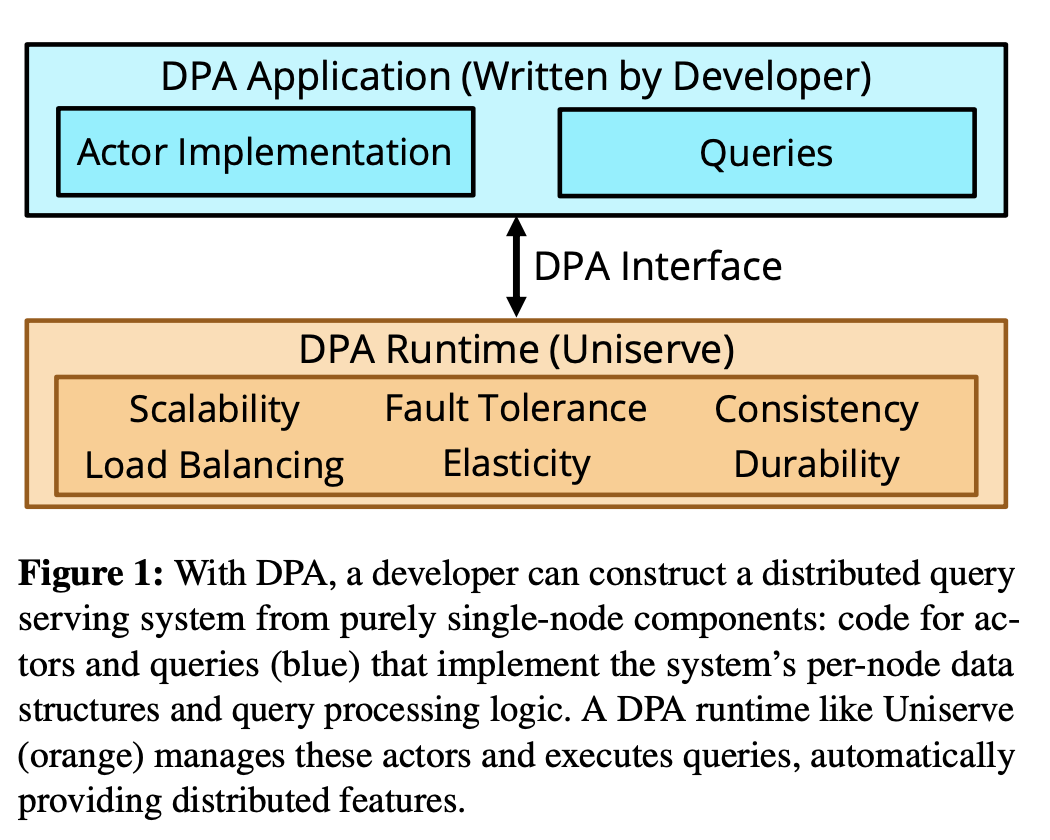 DPA Application (Written by Developer)
Actor Implementation
Queries
DPA Interface
DPA Runtime (Uniserve)
Scalability Fault Tolerance Consistency
Load Balancing Elasticity Durability
Figure 1: With DPA, a developer can construct a distributed query
serving system from purely single-node components: code for ac-
tors and queries (blue) that implement the system’s per-node data
structures and query processing logic. A DPA runtime like Uniserve
(orange) manages these actors and executes queries, automatically
providing distributed features.